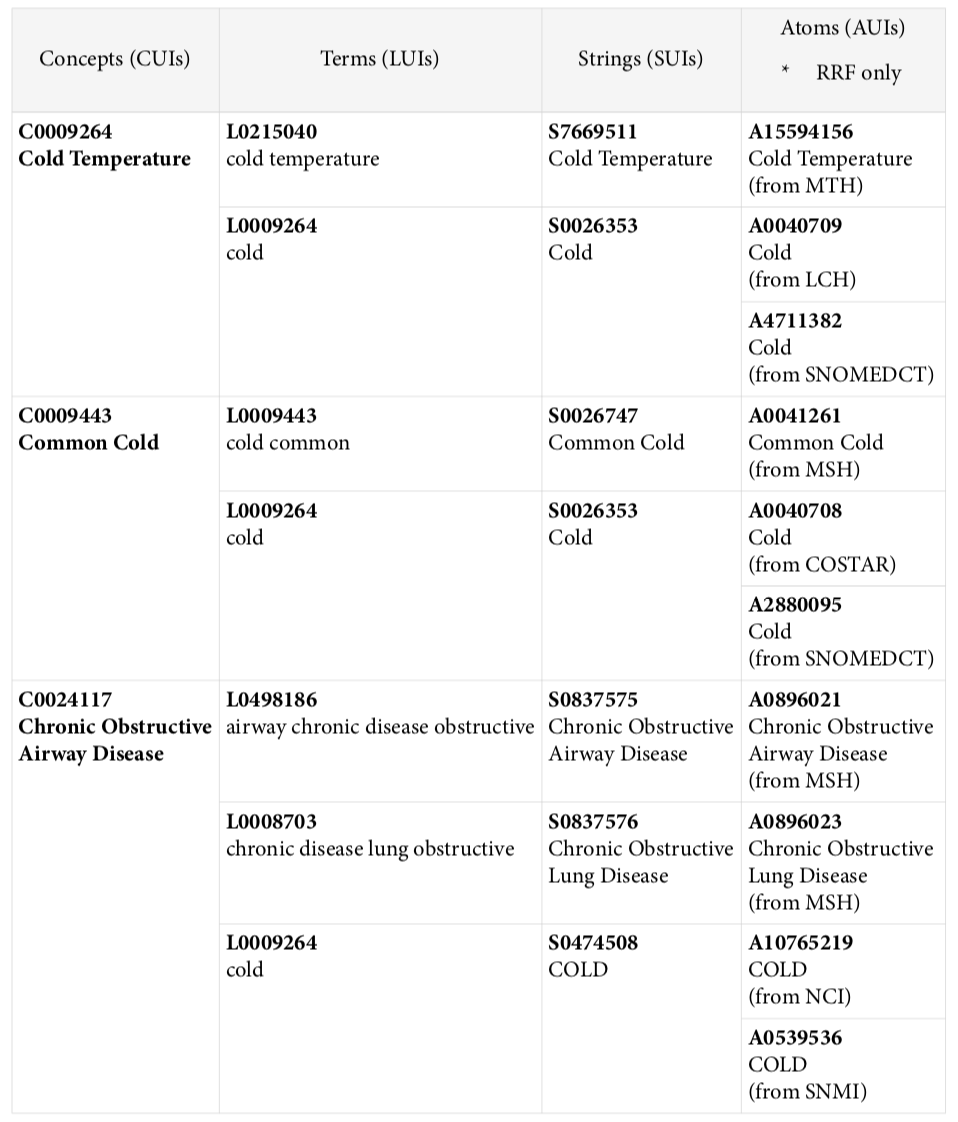 Concepts (CUIs)
Terms (LUIs)
Strings (SUIs)
Atoms (AUIs)
* RRF only
C0009264
Cold Temperature
L0215040
cold temperature
S7669511
Cold Temperature
A15594156
Cold Temperature
(from MTH)
L0009264
cold
S0026353
Cold
A0040709
Cold
(from LCH)
A4711382
Cold
(from SNOMEDCT)
C0009443
Common Cold
L0009443
cold common
S0026747
Common Cold
A0041261
Common Cold
(from MSH)
L0009264
cold
S0026353
Cold
A0040708
Cold
(from COSTAR)
A2880095
Cold
(from SNOMEDCT)
C0024117
Chronic Obstructive
Airway Disease
L0498186
airway chronic disease obstructive
S0837575
Chronic Obstructive
Airway Disease
A0896021
Chronic Obstructive
Airway Disease
(from MSH)
L0008703
chronic disease lung obstructive
S0837576
Chronic Obstructive
Lung Disease
A0896023
Chronic Obstructive
Lung Disease
(from MSH)
L0009264
cold
S0474508
COLD
A10765219
COLD
(from NCI)
A0539536
COLD
(from SNMI)